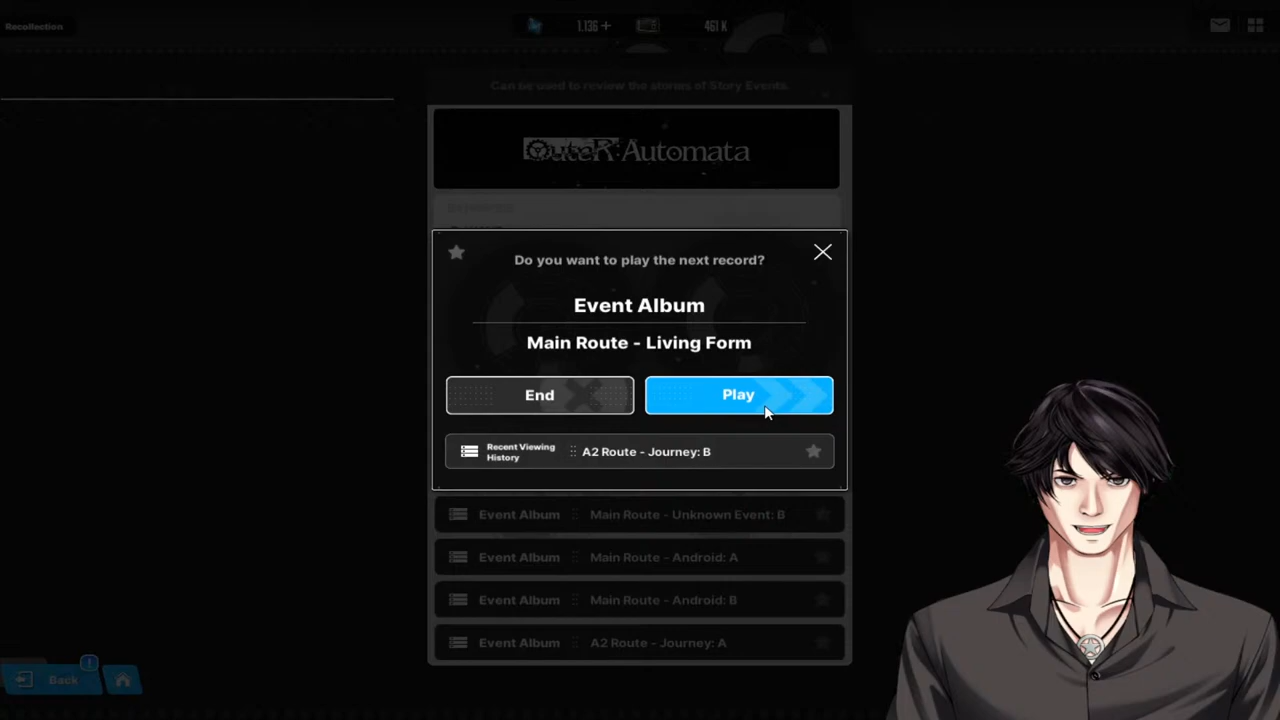 Recollection
1.136 +
461 K
Can be used to review the stories of Story Events.
OuteR:Automata
Do you want to play the next record?
Event Album
Main Route - Living Form
End
Play
Recent Viewing
History
A2 Route - Journey: B
Event Album :: Main Route - Unknown Event: B
Event Album :: Main Route - Android: A
Event Album :: Main Route - Android: B
Event Album :: A2 Route - Journey: A
Back
!